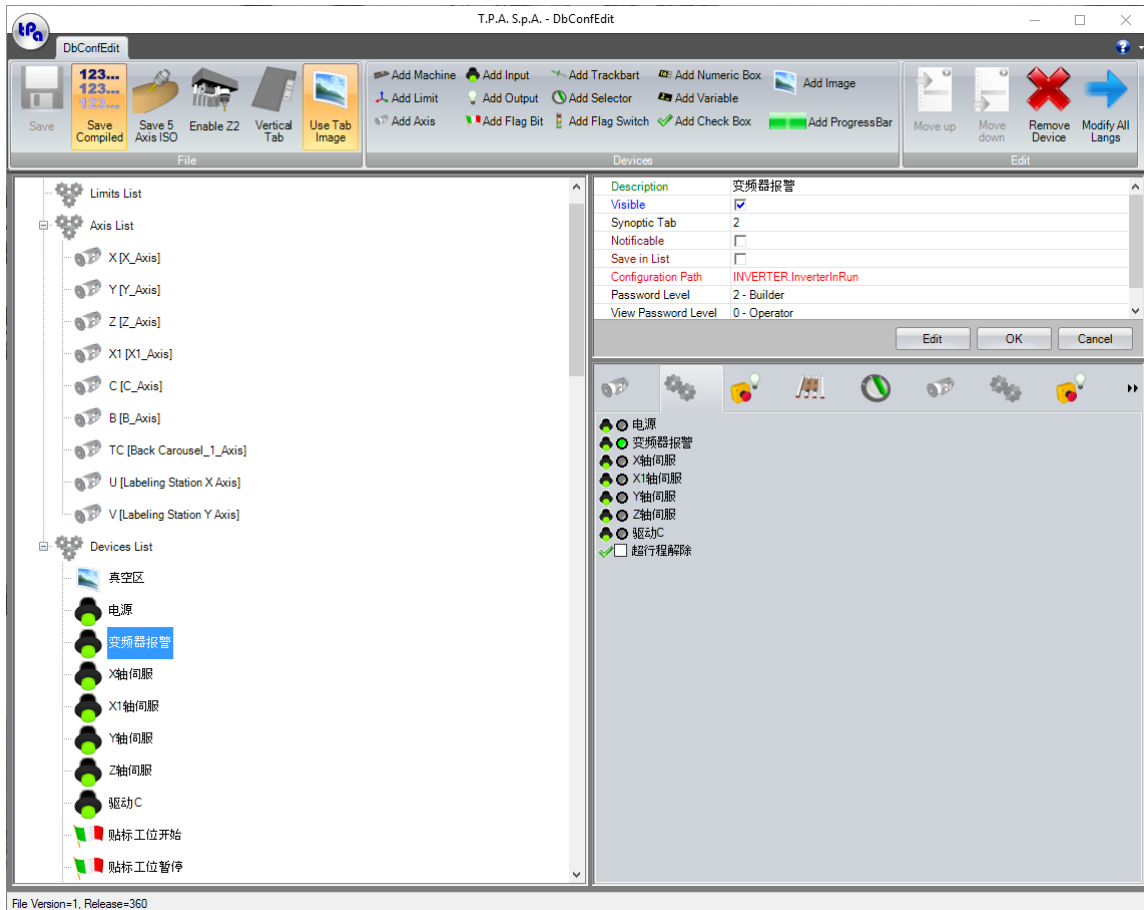 T.P.A. S.p.A. - DbConfEdit
tPa
DbConfEdit
Save
123...
123...
123...
Save Compiled
Save 5 Axis ISO
Enable Z2
Vertical Tab
Use Tab Image
File
Add Machine
Add Input
Add Trackbart
Add Numeric Box
Add Image
Add Limit
Add Output
Add Selector
Add Variable
Add Axis
Add Flag Bit
Add Flag Switch
Add Check Box
Add ProgressBar
Devices
Move up
Move down
Remove Device
Modify All Langs
Edit
Limits List
Axis List
X [X_Axis]
Y [Y_Axis]
Z [Z_Axis]
X1 [X1_Axis]
C [C_Axis]
B [B_Axis]
TC [Back Carousel_1_Axis]
U [Labeling Station X Axis]
V [Labeling Station Y Axis]
Devices List
真空区
电源
变频器报警
X轴伺服
X1轴伺服
Y轴伺服
Z轴伺服
驱动C
贴标工位开始
贴标工位暂停
Description 变频器报警
Visible
Synoptic Tab 2
Notificable
Save in List
Configuration Path INVERTER.InverterInRun
Password Level 2 - Builder
View Password Level 0 - Operator
Edit OK Cancel
电源
变频器报警
X轴伺服
X1轴伺服
Y轴伺服
Z轴伺服
驱动C
超行程解除
File Version=1, Release=360